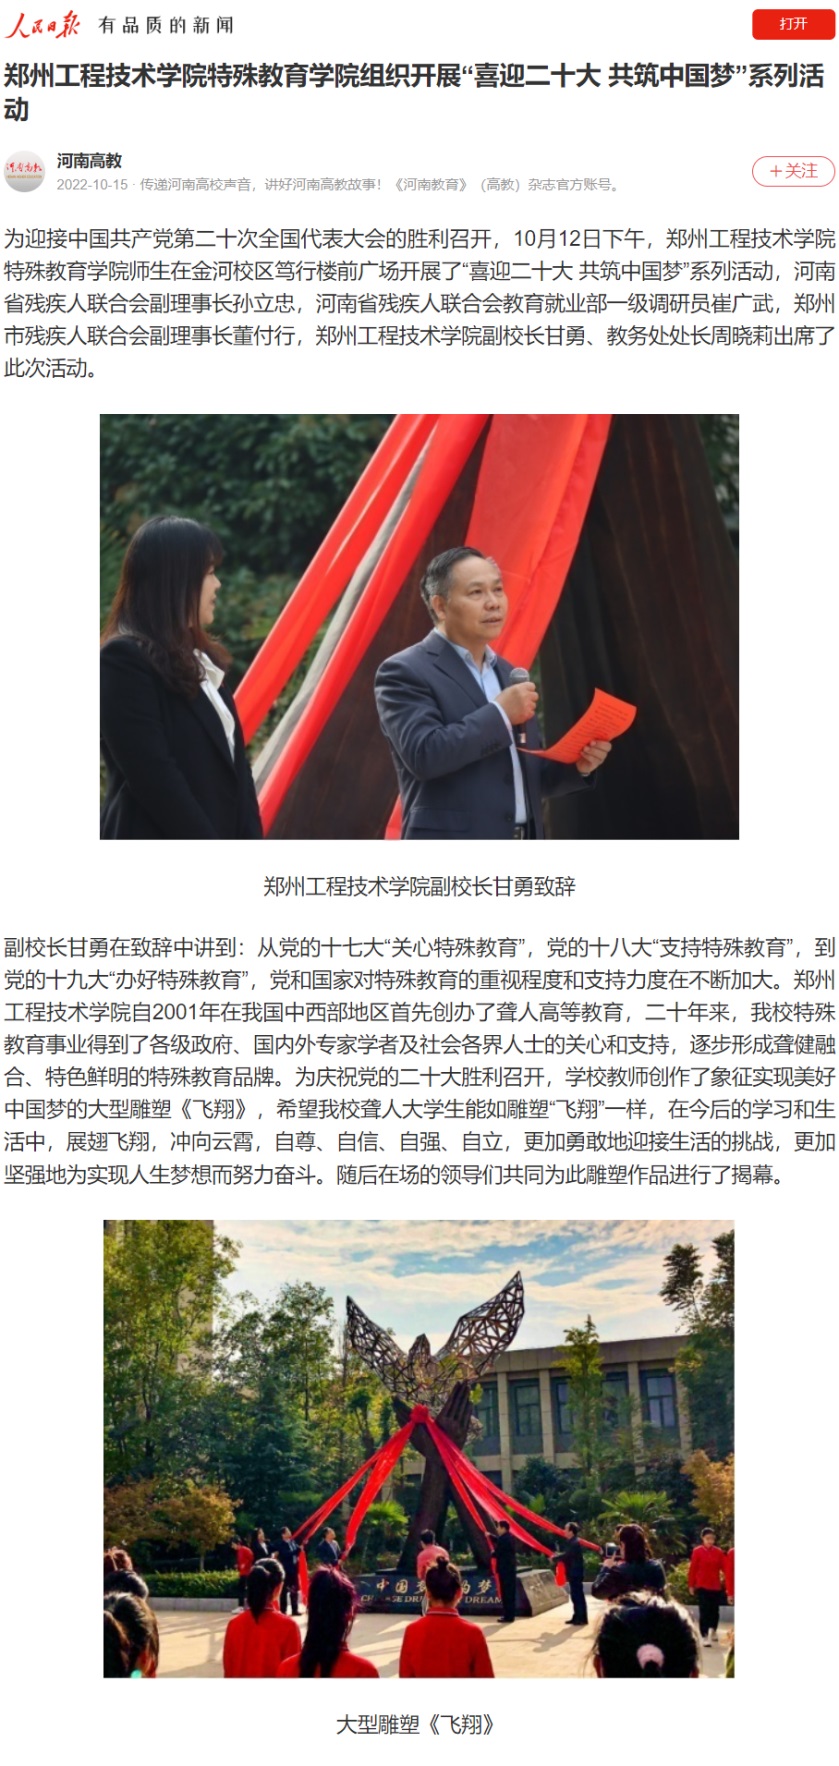 人民日报 有品质的新闻
打开
郑州工程技术学院特殊教育学院组织开展“喜迎二十大 共筑中国梦”系列活
动
河南高教
2022-10-15 · 传递河南高校声音，讲好河南高教故事！《河南教育》（高教）杂志官方账号。
＋关注
为迎接中国共产党第二十次全国代表大会的胜利召开，10月12日下午，郑州工程技术学院
特殊教育学院师生在金河校区笃行楼前广场开展了“喜迎二十大 共筑中国梦”系列活动，河南
省残疾人联合会副理事长孙立忠，河南省残疾人联合会教育就业部一级调研员崔广武，郑州
市残疾人联合会副理事长董付行，郑州工程技术学院副校长甘勇、教务处处长周晓莉出席了
此次活动。
郑州工程技术学院副校长甘勇致辞
副校长甘勇在致辞中讲到：从党的十七大“关心特殊教育”，党的十八大“支持特殊教育”，到
党的十九大“办好特殊教育”，党和国家对特殊教育的重视程度和支持力度在不断加大。郑州
工程技术学院自2001年在我国中西部地区首先创办了聋人高等教育，二十年来，我校特殊
教育事业得到了各级政府、国内外专家学者及社会各界人士的关心和支持，逐步形成聋健融
合、特色鲜明的特殊教育品牌。为庆祝党的二十大胜利召开，学校教师创作了象征实现美好
中国梦的大型雕塑《飞翔》，希望我校聋人大学生能如雕塑“飞翔”一样，在今后的学习和生
活中，展翅飞翔，冲向云霄，自尊、自信、自强、自立，更加勇敢地迎接生活的挑战，更加
坚强地为实现人生梦想而努力奋斗。随后在场的领导们共同为此雕塑作品进行了揭幕。
中国 梦
大型雕塑《飞翔》